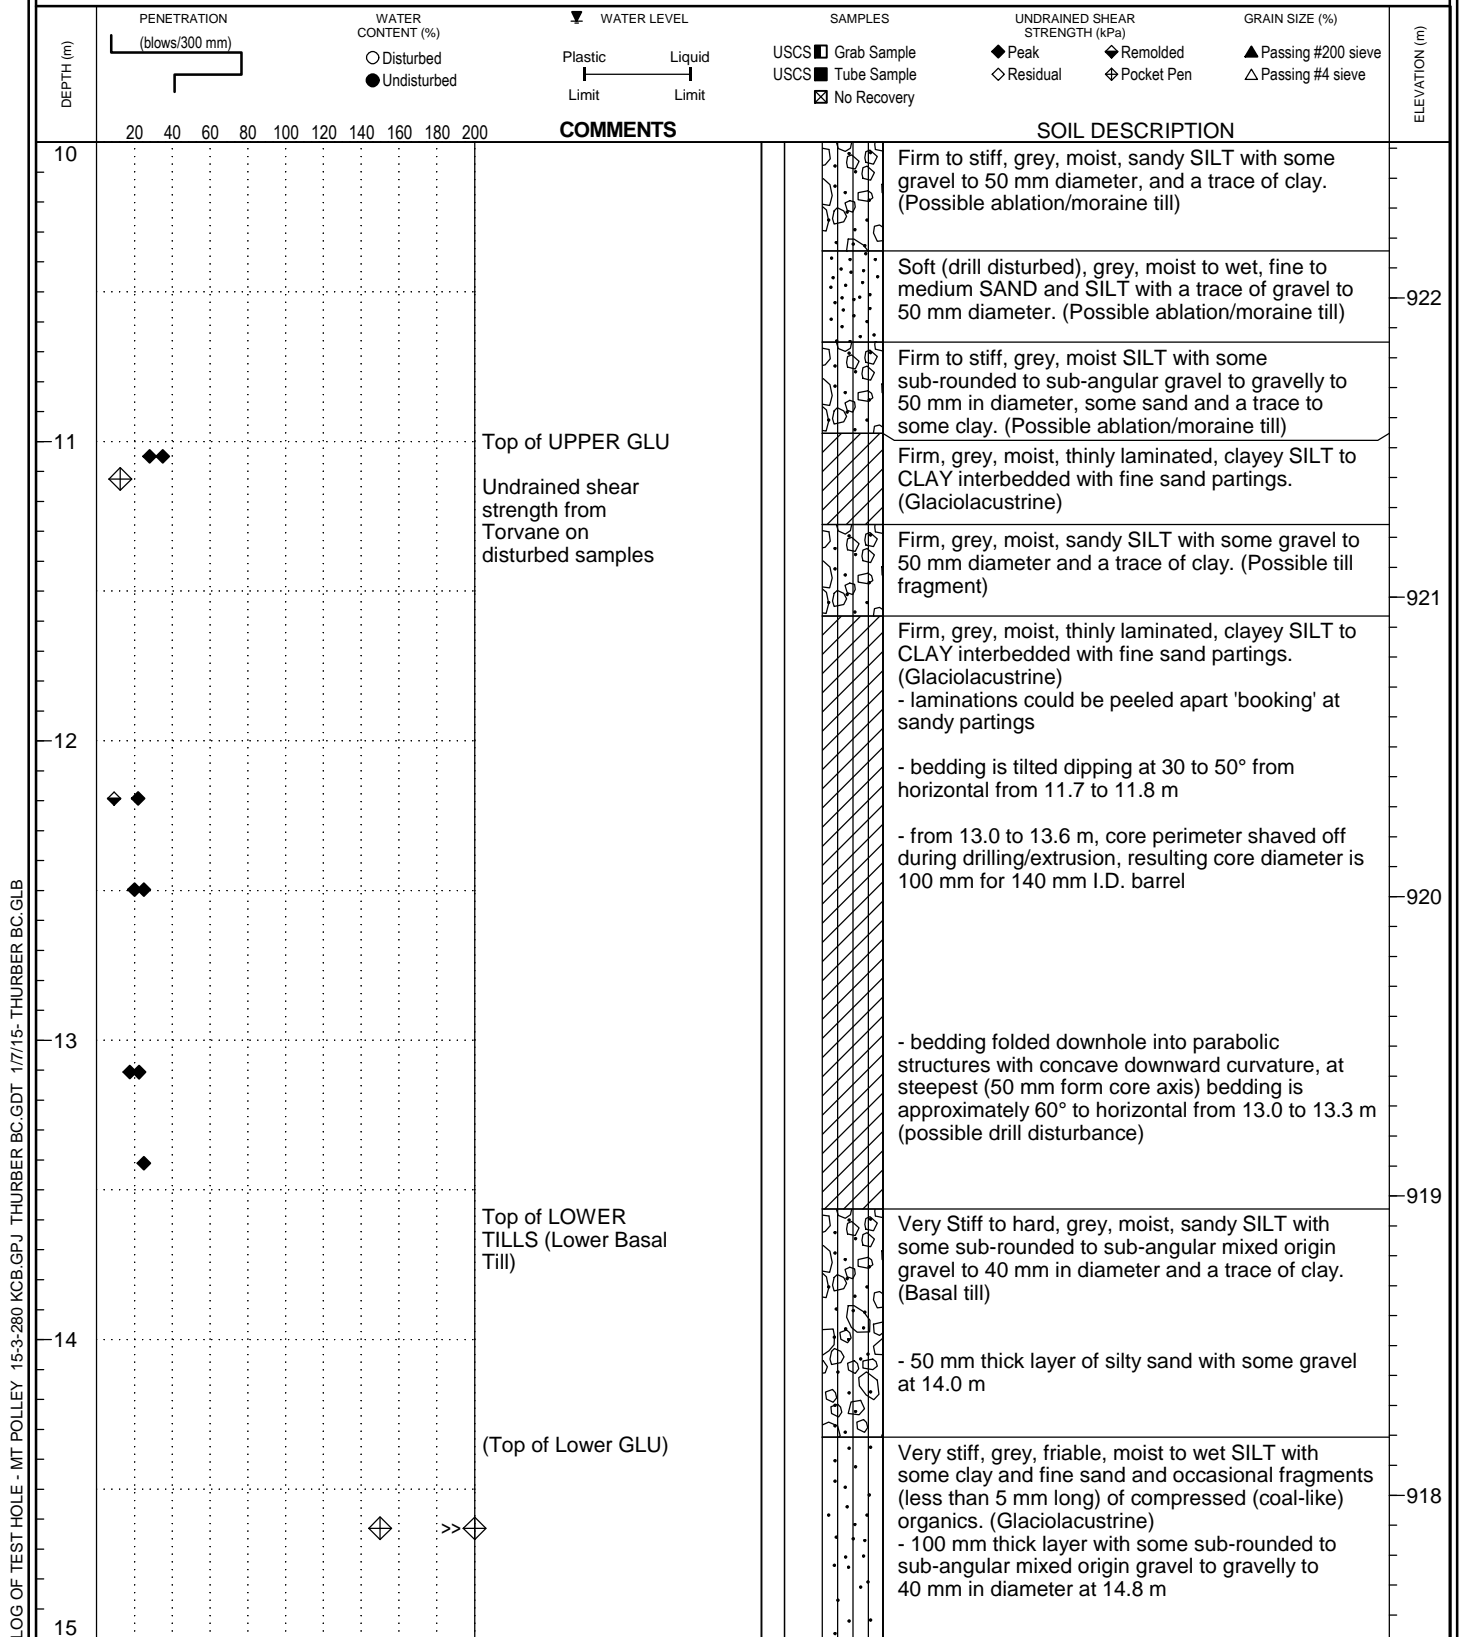 PENETRATION
(blows/300 mm)
WATER
CONTENT (%)
Disturbed
Undisturbed
WATER LEVEL
Plastic Liquid
Limit Limit
SAMPLES
USCS Grab Sample
USCS Tube Sample
No Recovery
UNDRAINED SHEAR
STRENGTH (kPa)
Peak Remolded
Residual Pocket Pen
GRAIN SIZE (%)
Passing #200 sieve
Passing #4 sieve
DEPTH (m)
ELEVATION (m)
20 40 60 80 100 120 140 160 180 200
COMMENTS
SOIL DESCRIPTION
10
Firm to stiff, grey, moist, sandy SILT with some
gravel to 50 mm diameter, and a trace of clay.
(Possible ablation/moraine till)
Soft (drill disturbed), grey, moist to wet, fine to
medium SAND and SILT with a trace of gravel to
50 mm diameter. (Possible ablation/moraine till)
922
Firm to stiff, grey, moist SILT with some
sub-rounded to sub-angular gravel to gravelly to
50 mm in diameter, some sand and a trace to
some clay. (Possible ablation/moraine till)
11
Top of UPPER GLU
Undrained shear
strength from
Torvane on
disturbed samples
Firm, grey, moist, thinly laminated, clayey SILT to
CLAY interbedded with fine sand partings.
(Glaciolacustrine)
Firm, grey, moist, sandy SILT with some gravel to
50 mm diameter and a trace of clay. (Possible till
fragment)
921
Firm, grey, moist, thinly laminated, clayey SILT to
CLAY interbedded with fine sand partings.
(Glaciolacustrine)
- laminations could be peeled apart 'booking' at
sandy partings
12
- bedding is tilted dipping at 30 to 50° from
horizontal from 11.7 to 11.8 m
- from 13.0 to 13.6 m, core perimeter shaved off
during drilling/extrusion, resulting core diameter is
100 mm for 140 mm I.D. barrel
920
13
- bedding folded downhole into parabolic
structures with concave downward curvature, at
steepest (50 mm form core axis) bedding is
approximately 60° to horizontal from 13.0 to 13.3 m
(possible drill disturbance)
919
Top of LOWER
TILLS (Lower Basal
Till)
Very Stiff to hard, grey, moist, sandy SILT with
some sub-rounded to sub-angular mixed origin
gravel to 40 mm in diameter and a trace of clay.
(Basal till)
14
- 50 mm thick layer of silty sand with some gravel
at 14.0 m
(Top of Lower GLU)
Very stiff, grey, friable, moist to wet SILT with
some clay and fine sand and occasional fragments
(less than 5 mm long) of compressed (coal-like)
organics. (Glaciolacustrine)
918
>>
- 100 mm thick layer with some sub-rounded to
sub-angular mixed origin gravel to gravelly to
40 mm in diameter at 14.8 m
15
LOG OF TEST HOLE - MT POLLEY 15-3-280 KCB.GPJ THURBER BC.GDT 1/7/15- THURBER BC.GLB